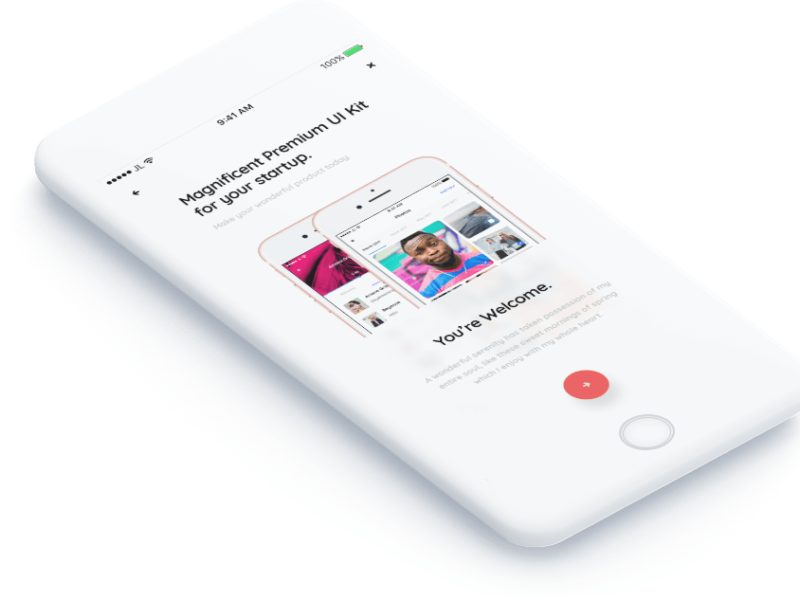 JL
9:41 AM
100%
Magnificent Premium UI Kit
for your startup.
Make your wonderful product today.
Photos
You're Welcome.
A wonderful serenity has taken possession of my
entire soul, like these sweet mornings of spring
which I enjoy with my whole heart.